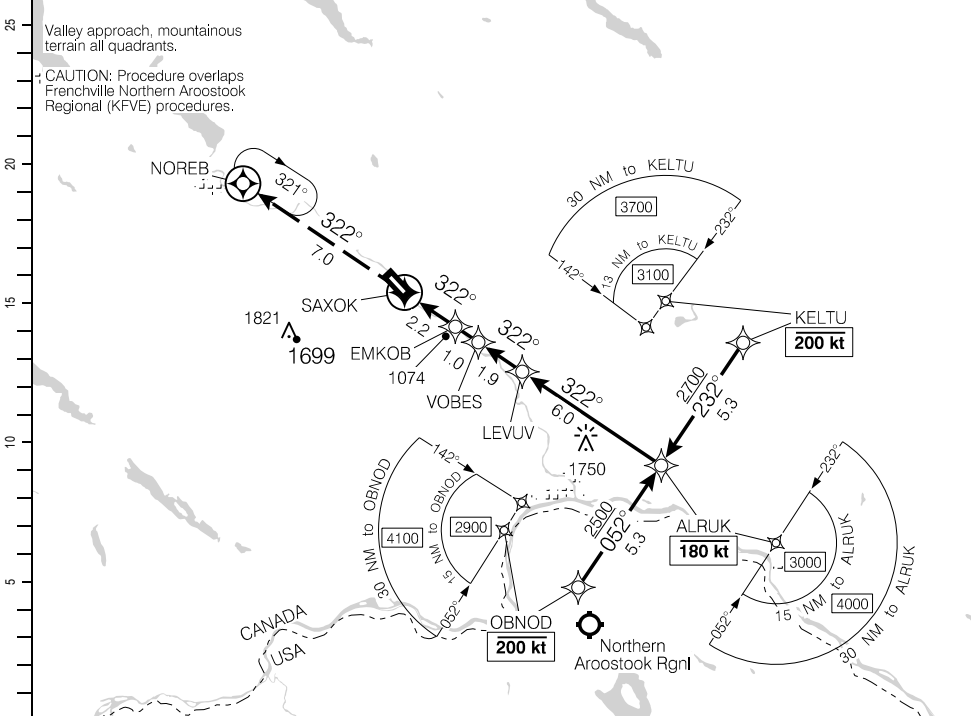 25
Valley approach, mountainous
terrain all quadrants.
CAUTION: Procedure overlaps
Frenchville Northern Aroostook
Regional (KFVE) procedures.
20
NOREB
321°
322°
7.0
30 NM to KELTU
3700
232°
13 NM to KELTU
3100
142°
15
SAXOK
322°
2.2
1821
1699
EMKOB
1074
1.0
322°
1.9
VOBES
LEVUV
KELTU
200 kt
2700
232°
5.3
322°
6.0
10
1750
142°
30 NM to OBNOD
4100
15 NM to OBNOD
2900
052°
2500
052°
5.3
ALRUK
180 kt
232°
3000
15 NM to ALRUK
4000
30 NM to ALRUK
052°
5
CANADA
USA
OBNOD
200 kt
Northern
Aroostook Rgnl